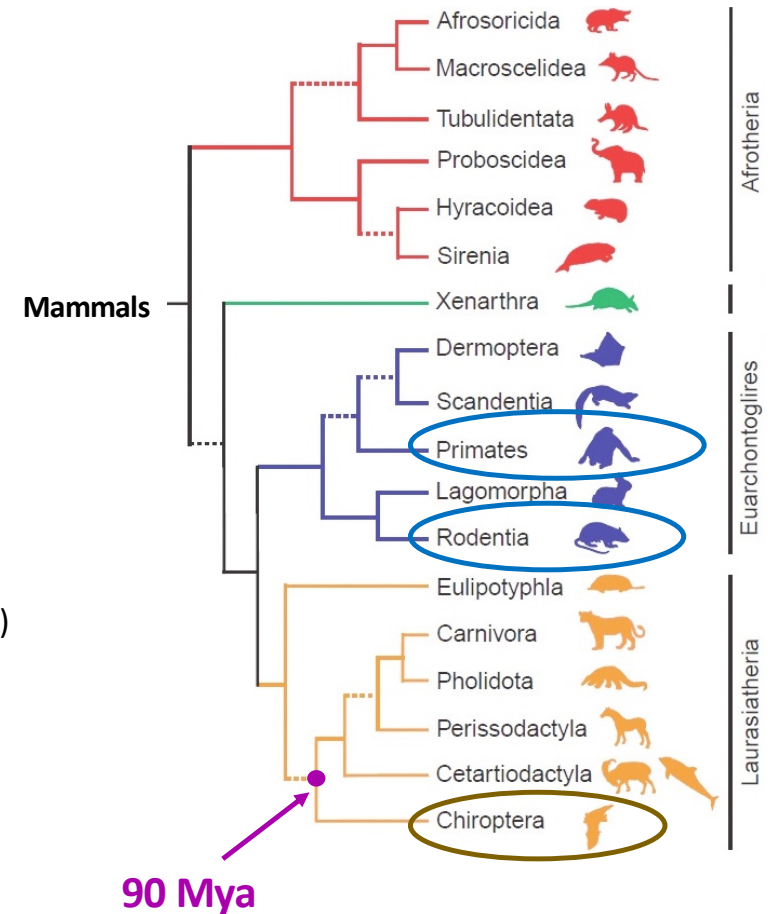 Afrosoricida
Macroscelidea
Tubulidentata
Proboscidea
Hyracoidea
Sirenia
Afrotheria
Mammals
Xenarthra
Dermoptera
Scandentia
Primates
Lagomorpha
Rodentia
Euarchontoglires
)
Eulipotyphla
Carnivora
Pholidota
Perissodactyla
Cetartiodactyla
Chiroptera
Laurasiatheria
90 Mya